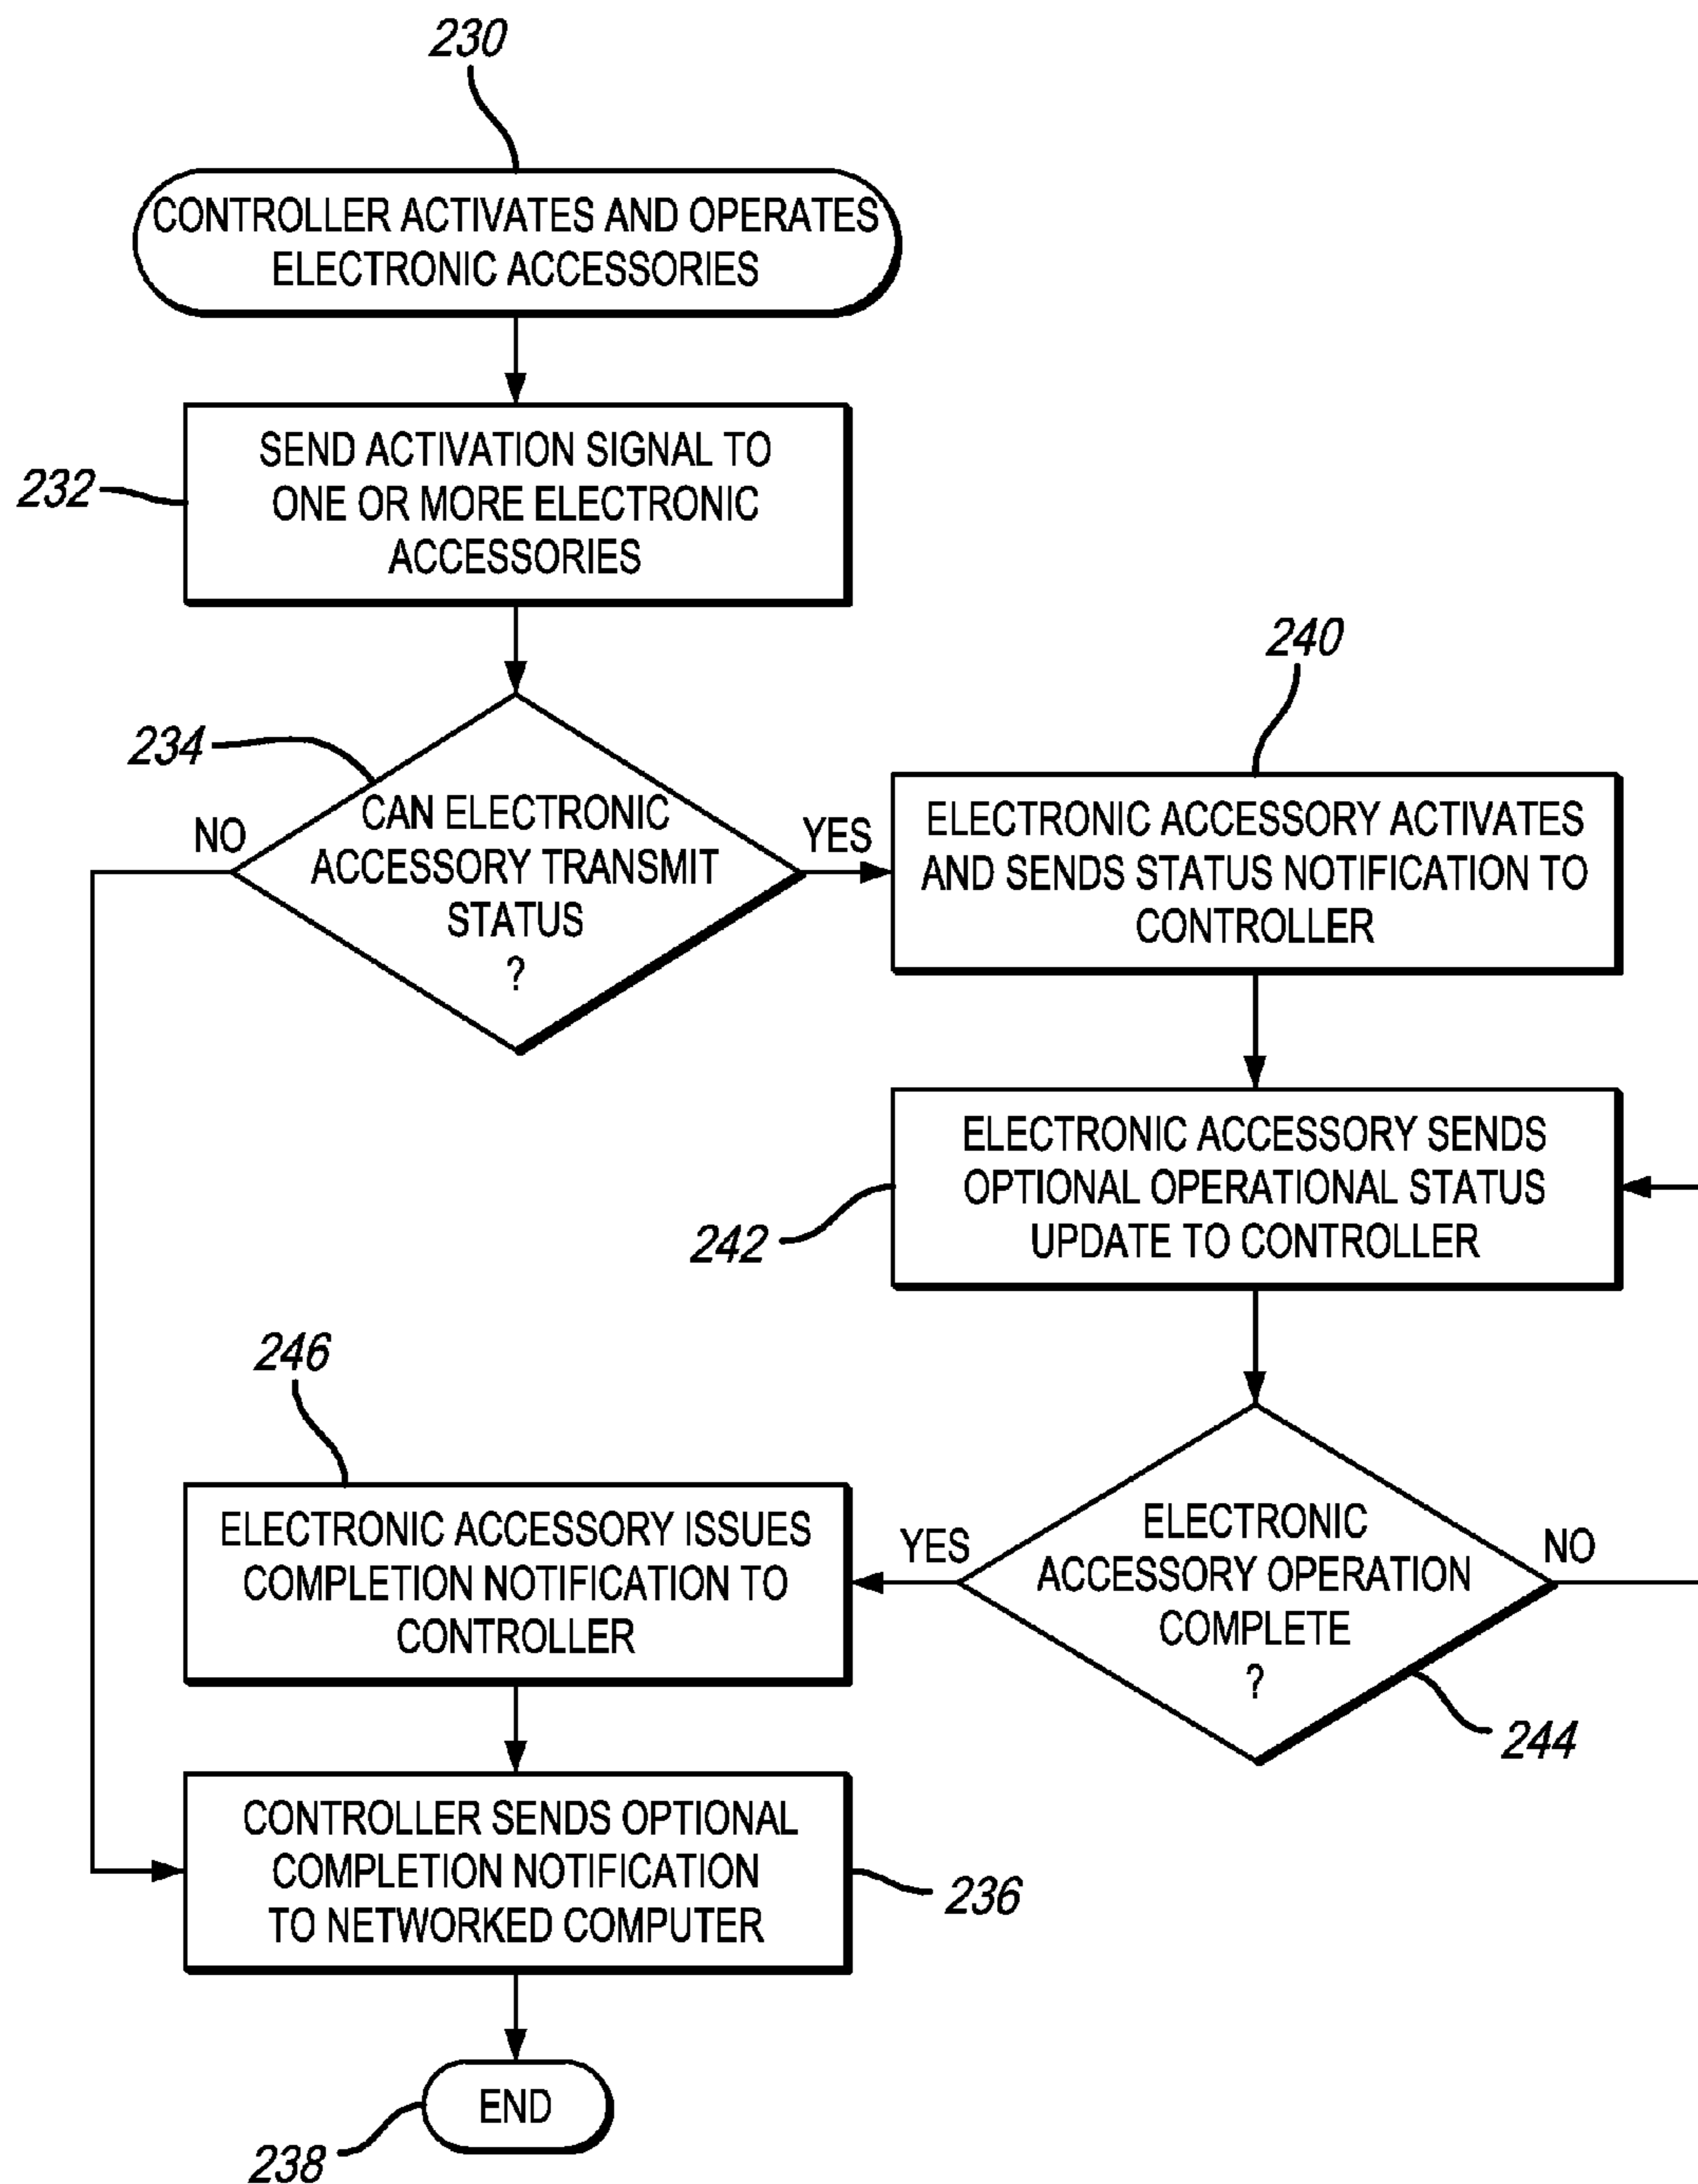 230
CONTROLLER ACTIVATES AND OPERATES
ELECTRONIC ACCESSORIES
232
SEND ACTIVATION SIGNAL TO
ONE OR MORE ELECTRONIC
ACCESSORIES
234
CAN ELECTRONIC
ACCESSORY TRANSMIT
STATUS
?
NO
YES
240
ELECTRONIC ACCESSORY ACTIVATES
AND SENDS STATUS NOTIFICATION TO
CONTROLLER
242
ELECTRONIC ACCESSORY SENDS
OPTIONAL OPERATIONAL STATUS
UPDATE TO CONTROLLER
ELECTRONIC
ACCESSORY OPERATION
COMPLETE
?
YES
NO
244
246
ELECTRONIC ACCESSORY ISSUES
COMPLETION NOTIFICATION TO
CONTROLLER
CONTROLLER SENDS OPTIONAL
COMPLETION NOTIFICATION
TO NETWORKED COMPUTER
236
END
238